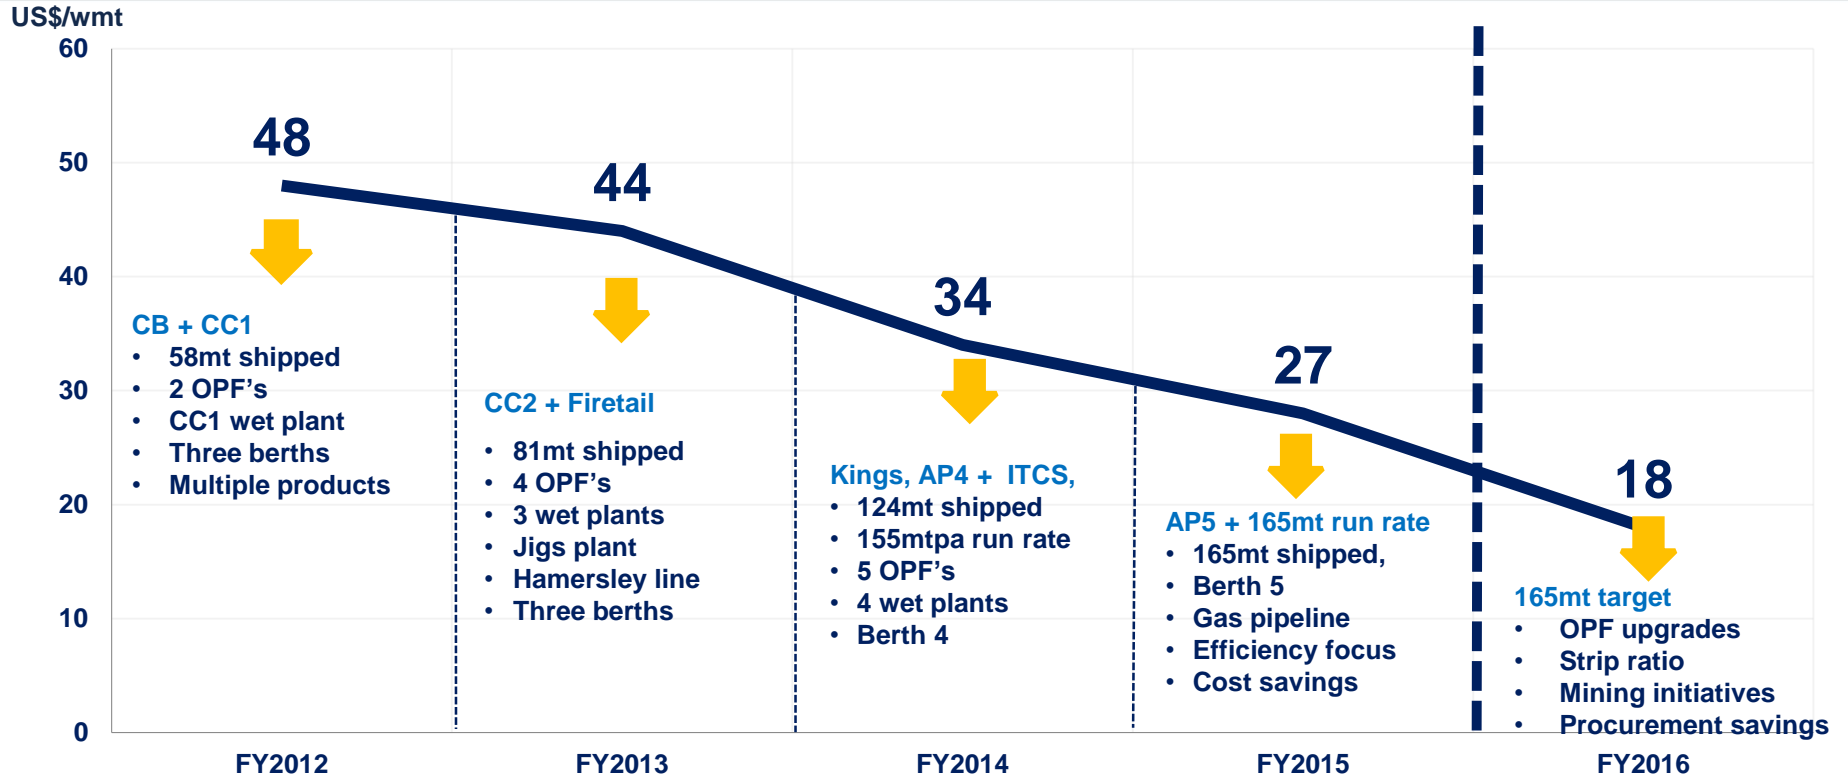 US$/wmt
60
50
40
30
20
10
0
48
CB + CC1
• 58mt shipped
• 2 OPF’s
• CC1 wet plant
• Three berths
• Multiple products
44
CC2 + Firetail
• 81mt shipped
• 4 OPF’s
• 3 wet plants
• Jigs plant
• Hamersley line
• Three berths
34
Kings, AP4 + ITCS,
• 124mt shipped
• 155mtpa run rate
• 5 OPF’s
• 4 wet plants
• Berth 4
27
AP5 + 165mt run rate
• 165mt shipped,
• Berth 5
• Gas pipeline
• Efficiency focus
• Cost savings
18
165mt target
• OPF upgrades
• Strip ratio
• Mining initiatives
• Procurement savings
FY2012
FY2013
FY2014
FY2015
FY2016